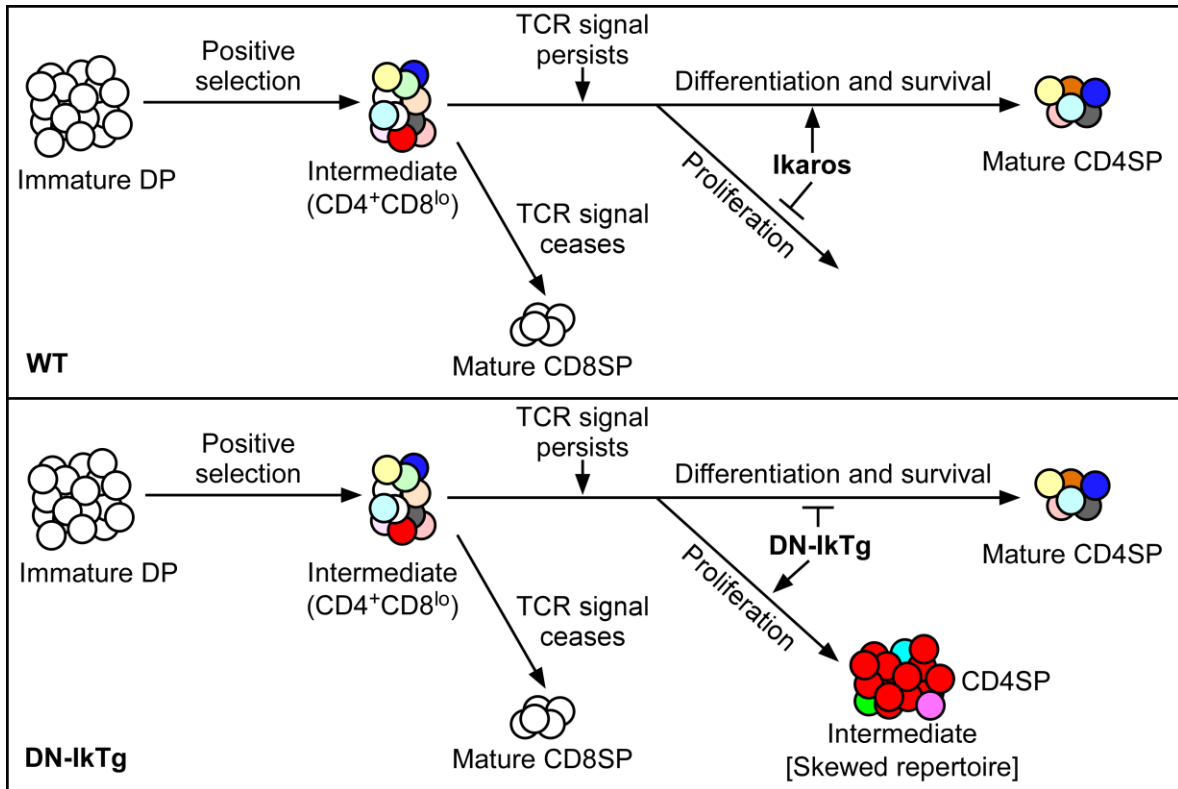 TCR signal
persists
Positive
selection
Differentiation and survival
Immature DP
Intermediate
(CD4⁺CD8ˡᵒ)
Ikaros
Mature CD4SP
Proliferation
TCR signal
ceases
Mature CD8SP
WT
TCR signal
persists
Positive
selection
Differentiation and survival
Immature DP
Intermediate
(CD4⁺CD8ˡᵒ)
DN-IkTg
Mature CD4SP
Proliferation
TCR signal
ceases
CD4SP
Mature CD8SP
Intermediate
[Skewed repertoire]
DN-IkTg